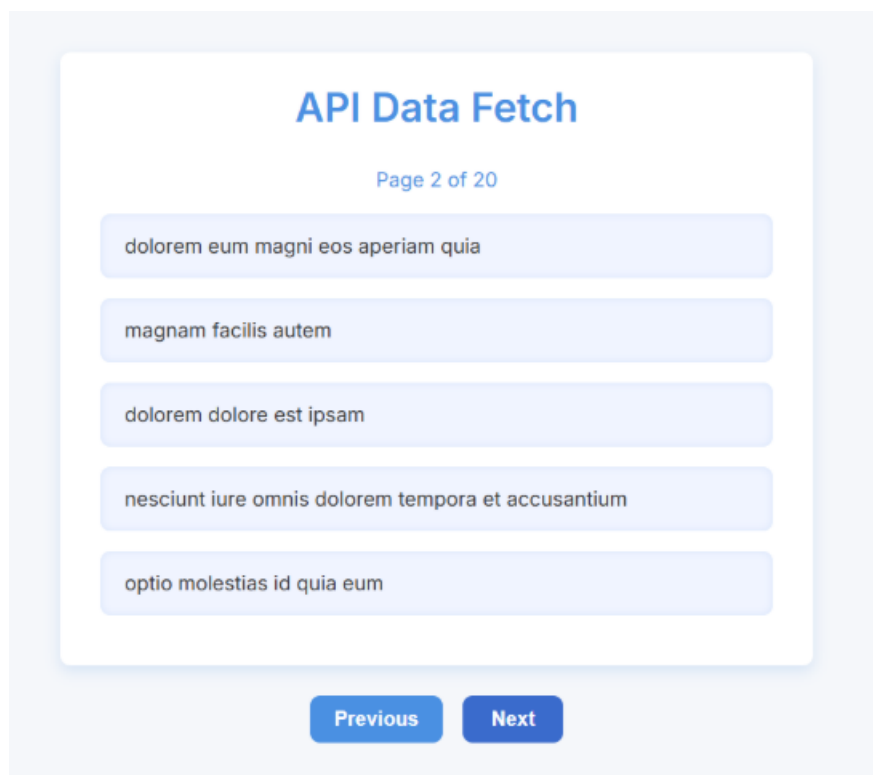 API Data Fetch
Page 2 of 20
dolorem eum magni eos aperiam quia
magnam facilis autem
dolorem dolore est ipsam
nesciunt iure omnis dolorem tempora et accusantium
optio molestias id quia eum
Previous Next